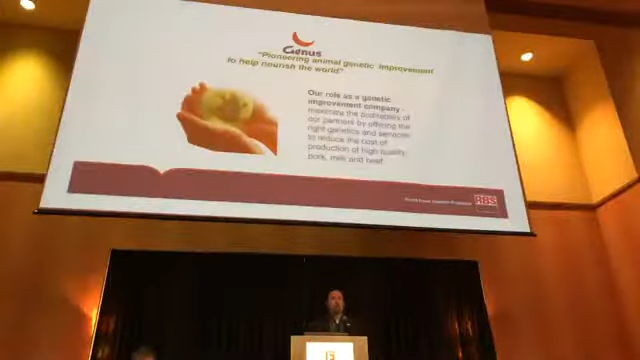 Genus
"Pioneering animal genetic improvement
to help nourish the world"
Our role as a genetic
improvement company -
maximize the profitability of
our partners by offering the
right genetics and services
to reduce the cost of
production of high quality
pork, milk and beef
ABS